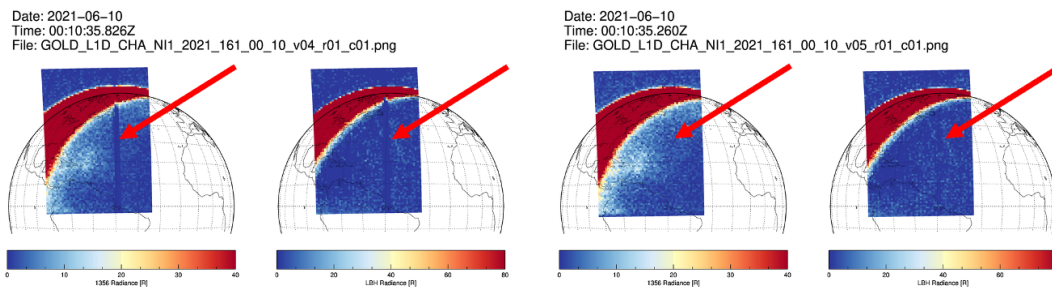 Date: 2021-06-10
Time: 00:10:35.826Z
File: GOLD_L1D_CHA_NI1_2021_161_00_10_v04_r01_c01.png
0 10 20 30 40
1356 Radiance [R]
0 20 40 60 80
LBH Radiance [R]
Date: 2021-06-10
Time: 00:10:35.260Z
File: GOLD_L1D_CHA_NI1_2021_161_00_10_v05_r01_c01.png
0 10 20 30 40
1356 Radiance [R]
0 20 40 60
LBH Radiance [R]